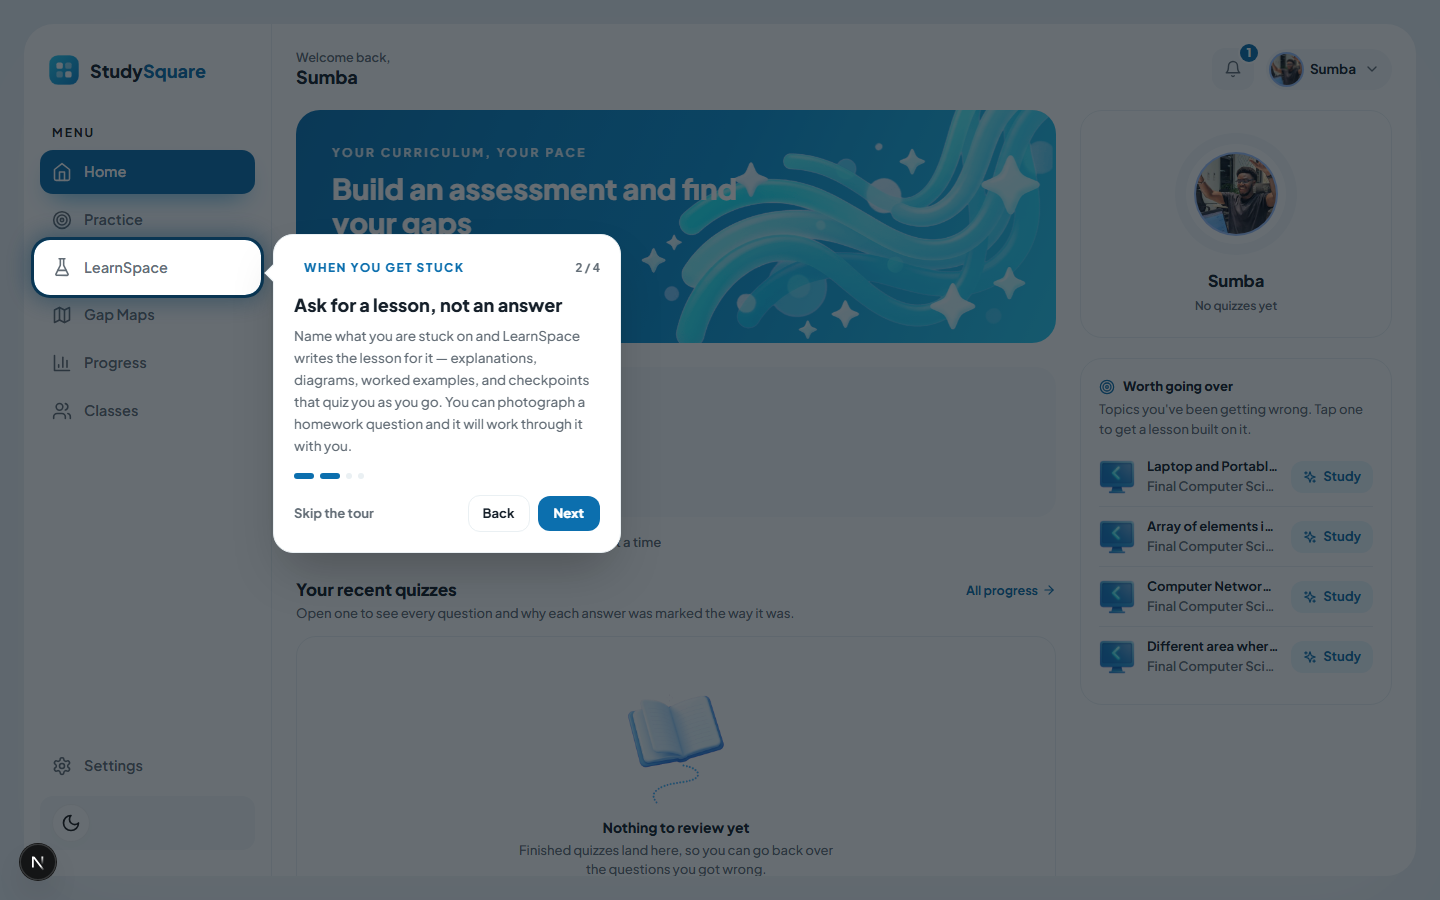 StudySquare
MENU
Home
Practice
LearnSpace
Gap Maps
Progress
Classes
Settings
N
Welcome back,
Sumba
1
Sumba
YOUR CURRICULUM, YOUR PACE
Build an assessment and find
your gaps
WHEN YOU GET STUCK
2 / 4
Ask for a lesson, not an answer
Name what you are stuck on and LearnSpace
writes the lesson for it — explanations,
diagrams, worked examples, and checkpoints
that quiz you as you go. You can photograph a
homework question and it will work through it
with you.
Skip the tour
Back
Next
a time
Your recent quizzes
All progress →
Open one to see every question and why each answer was marked the way it was.
Nothing to review yet
Finished quizzes land here, so you can go back over
the questions you got wrong.
Sumba
No quizzes yet
Worth going over
Topics you've been getting wrong. Tap one
to get a lesson built on it.
Laptop and Portabl…
Final Computer Sci…
Study
Array of elements i…
Final Computer Sci…
Study
Computer Networ…
Final Computer Sci…
Study
Different area wher…
Final Computer Sci…
Study